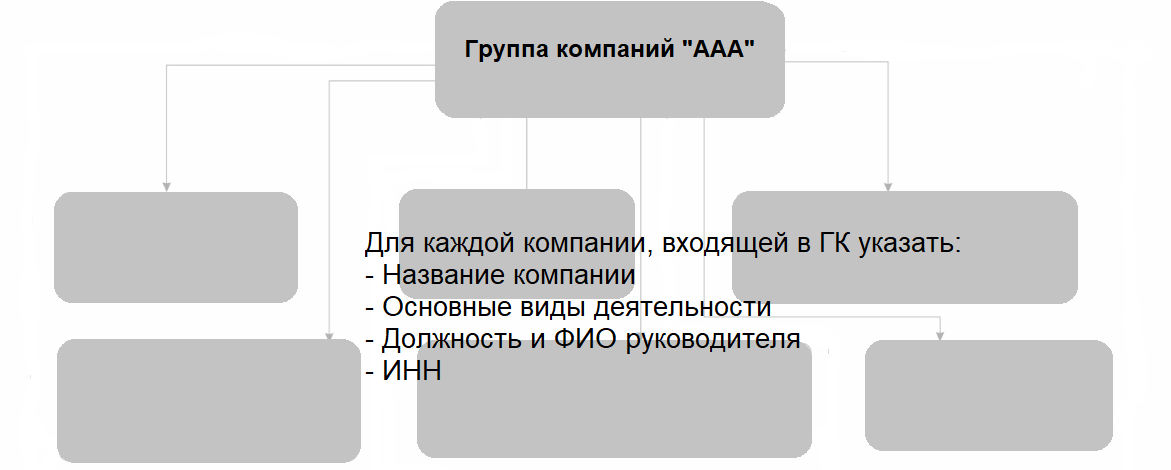 Группа компаний "ААА"
Для каждой компании, входящей в ГК указать:
- Название компании
- Основные виды деятельности
- Должность и ФИО руководителя
- ИНН